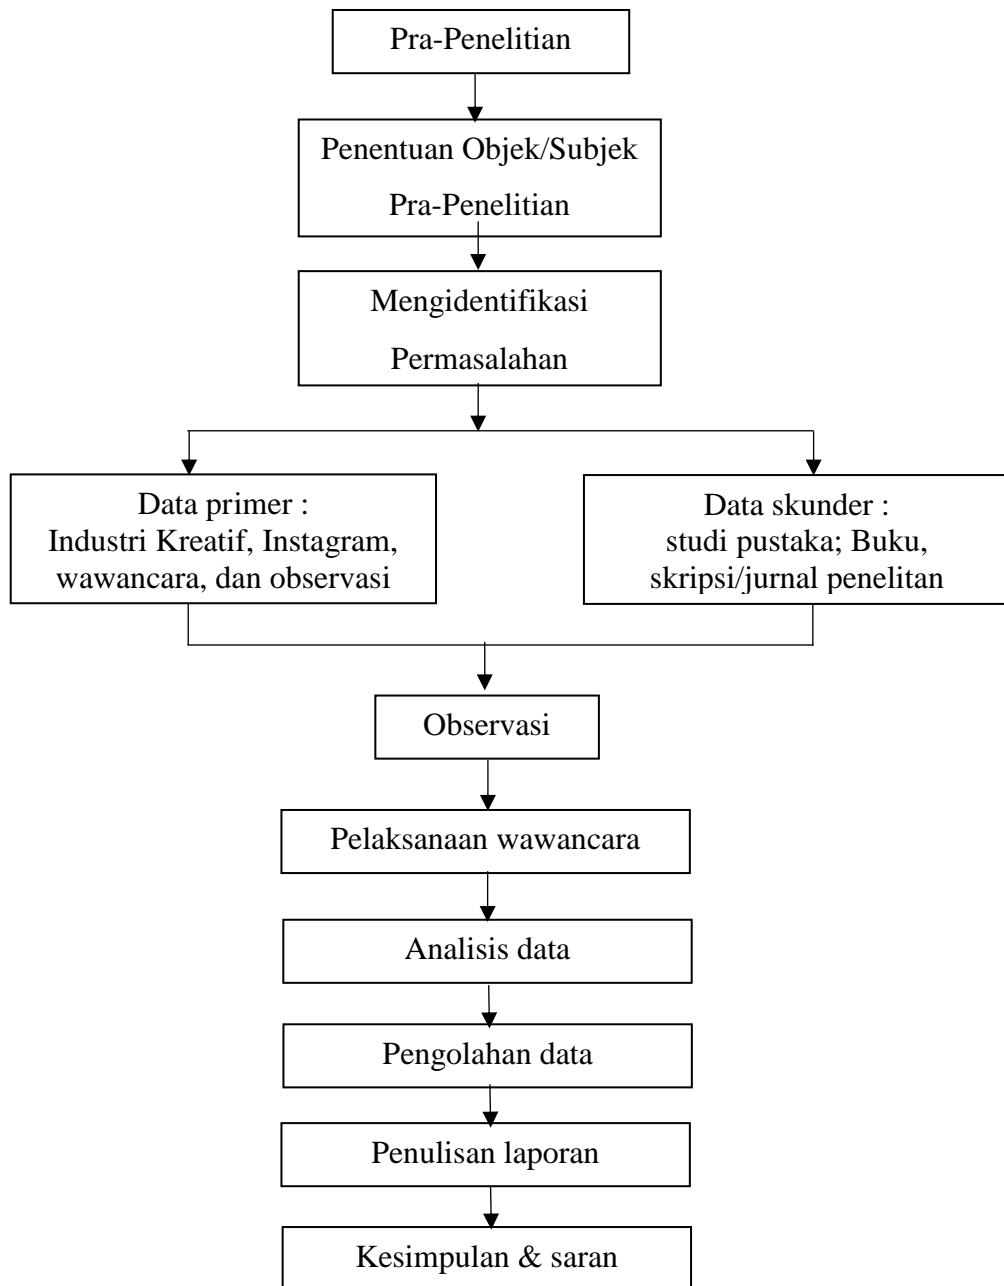 Pra-Penelitian
Penentuan Objek/Subjek
Pra-Penelitian
Mengidentifikasi
Permasalahan
Data primer :
Industri Kreatif, Instagram,
wawancara, dan observasi
Data skunder :
studi pustaka; Buku,
skripsi/jurnal penelitan
Observasi
Pelaksanaan wawancara
Analisis data
Pengolahan data
Penulisan laporan
Kesimpulan & saran